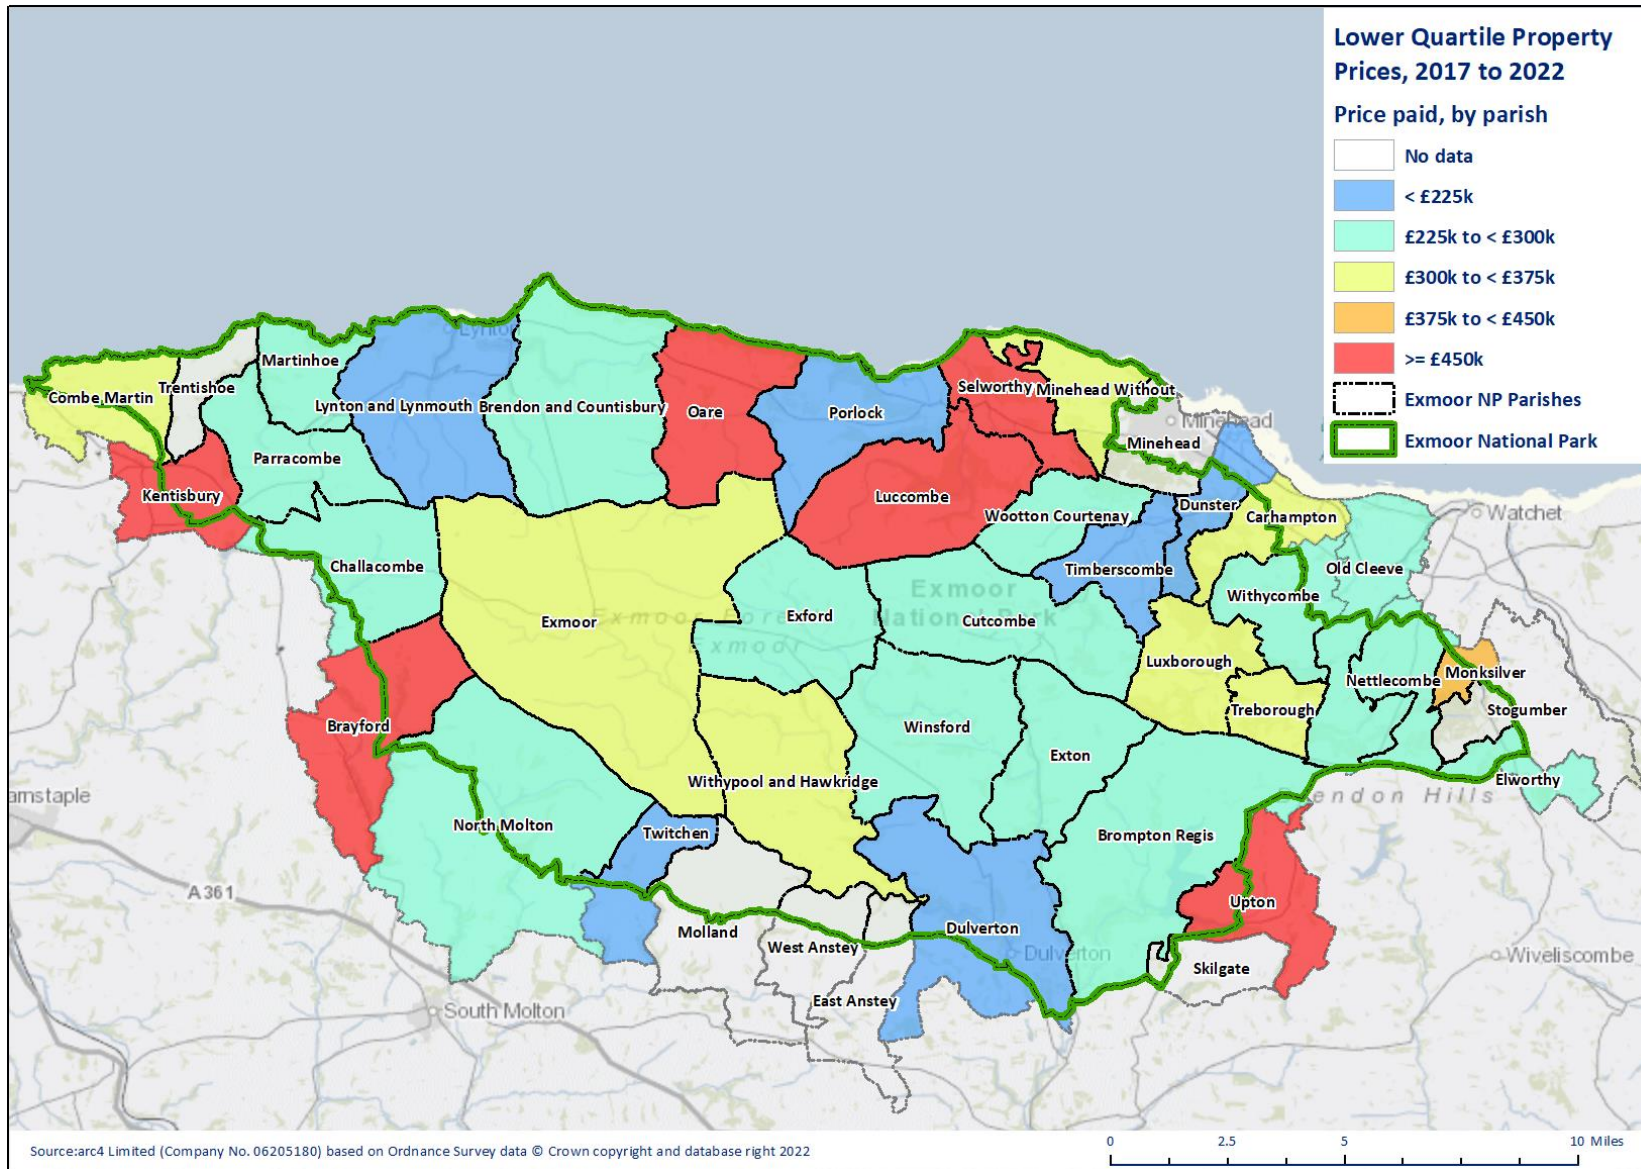 Lower Quartile Property
Prices, 2017 to 2022
Price paid, by parish
No data
< £225k
£225k to < £300k
£300k to < £375k
£375k to < £450k
>= £450k
Exmoor NP Parishes
Exmoor National Park
Lynton
Martinhoe
Trentishoe
Combe Martin
Lynton and Lynmouth
Brendon and Countisbury
Oare
Porlock
Selworthy
Minehead Without
Minehead
Minehead
Parracombe
Kentisbury
Luccombe
Wootton Courtenay
Dunster
Carhampton
Watchet
Challacombe
Timberscombe
Old Cleeve
Withycombe
Exmoor
National Park
Exmoor
Exford
Cutcombe
Exmoor
Luxborough
Nettlecombe
Monksilver
Treborough
Stogumber
Brayford
Winsford
Exton
Withypool and Hawkridge
Elworthy
Brendon Hills
arnstaple
North Molton
Twitchen
Brompton Regis
A361
Upton
Molland
Dulverton
West Anstey
Dulverton
Skilgate
Wiveliscombe
East Anstey
South Molton
Source:arc4 Limited (Company No. 06205180) based on Ordnance Survey data © Crown copyright and database right 2022
0 2.5 5 10 Miles